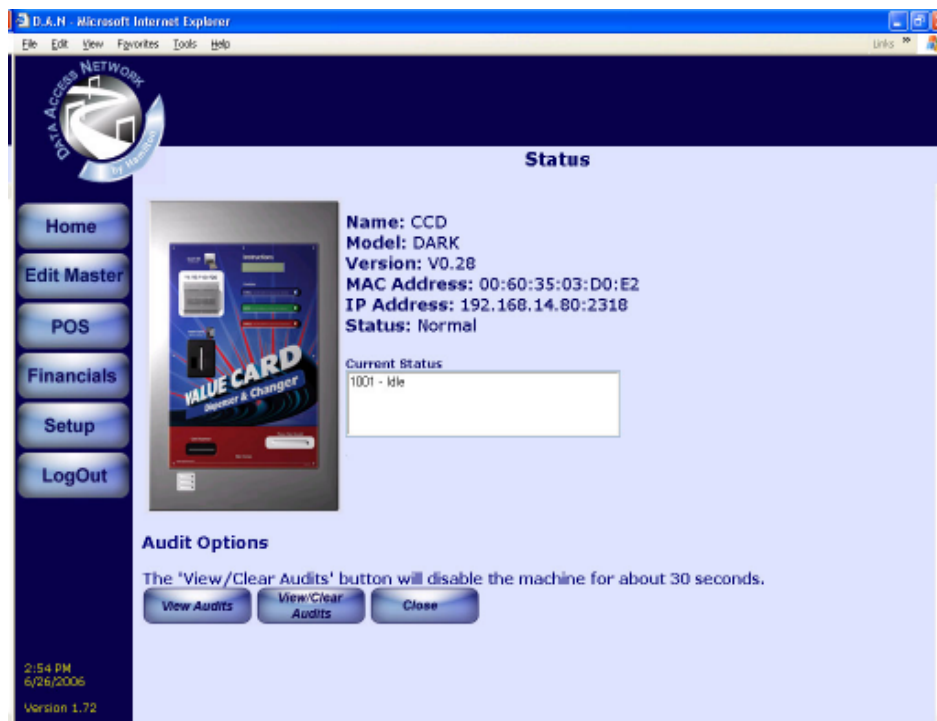 D.A.N - Microsoft Internet Explorer
File Edit View Favorites Tools Help
Links »
DATA ACCESS NETWORK
by Hamilton
Status
Home
Edit Master
POS
Financials
Setup
LogOut
Name: CCD
Model: DARK
Version: V0.28
MAC Address: 00:60:35:03:D0:E2
IP Address: 192.168.14.80:2318
Status: Normal
Current Status
1001 - Idle
Instructions
VALUE CARD
Dispenser & Changer
Audit Options
The 'View/Clear Audits' button will disable the machine for about 30 seconds.
View Audits
View/Clear
Audits
Close
2:54 PM
6/26/2006
Version 1.72